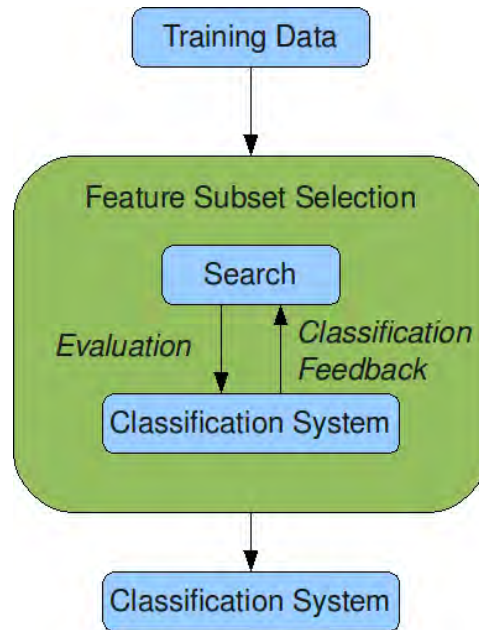 Training Data
Feature Subset Selection
Search
Evaluation
Classification
Feedback
Classification System
Classification System